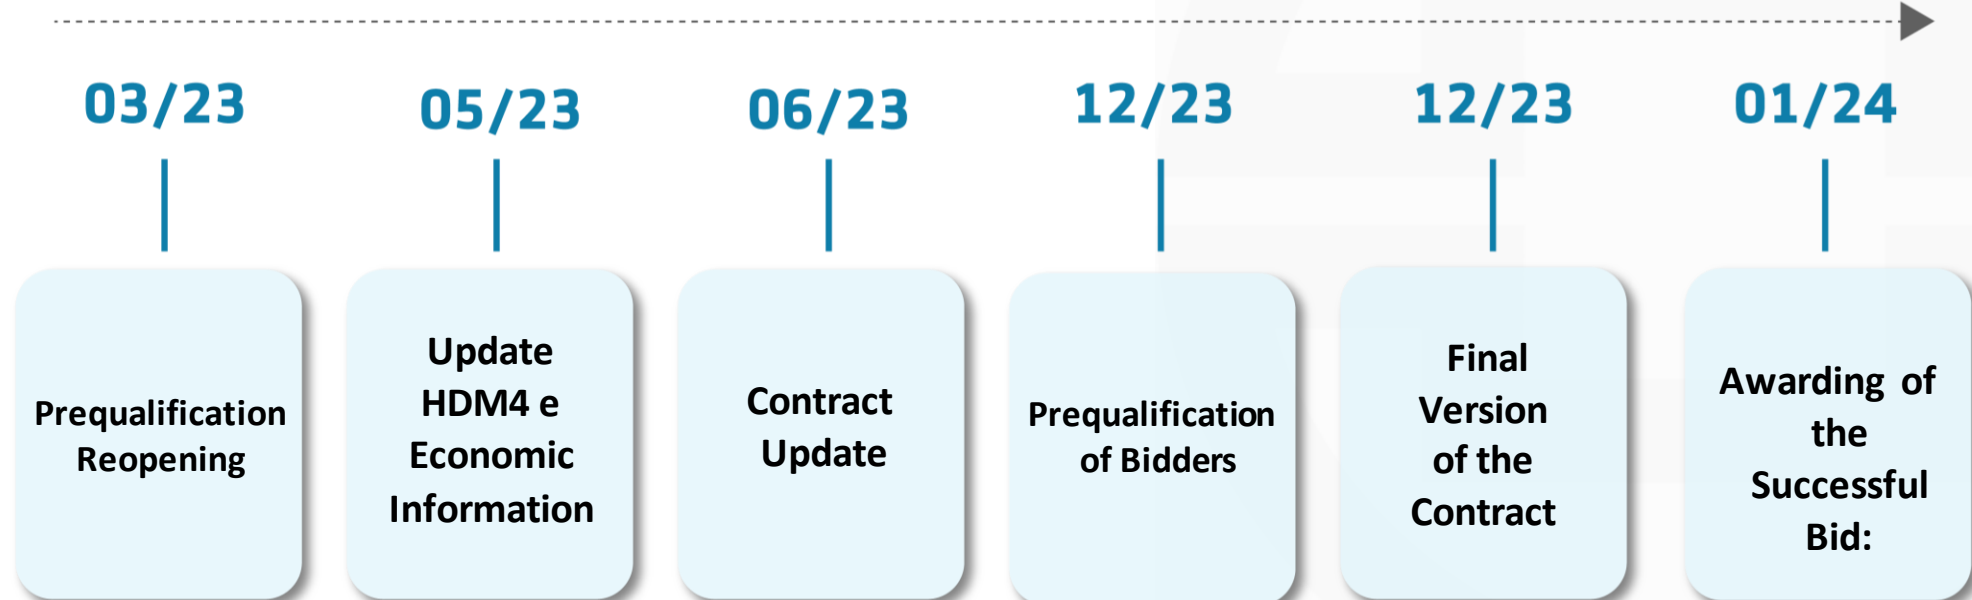 03/23
05/23
06/23
12/23
12/23
01/24
Prequalification
Reopening
Update
HDM4 e
Economic
Information
Contract
Update
Prequalification
of Bidders
Final
Version
of the
Contract
Awarding of
the
Successful
Bid: